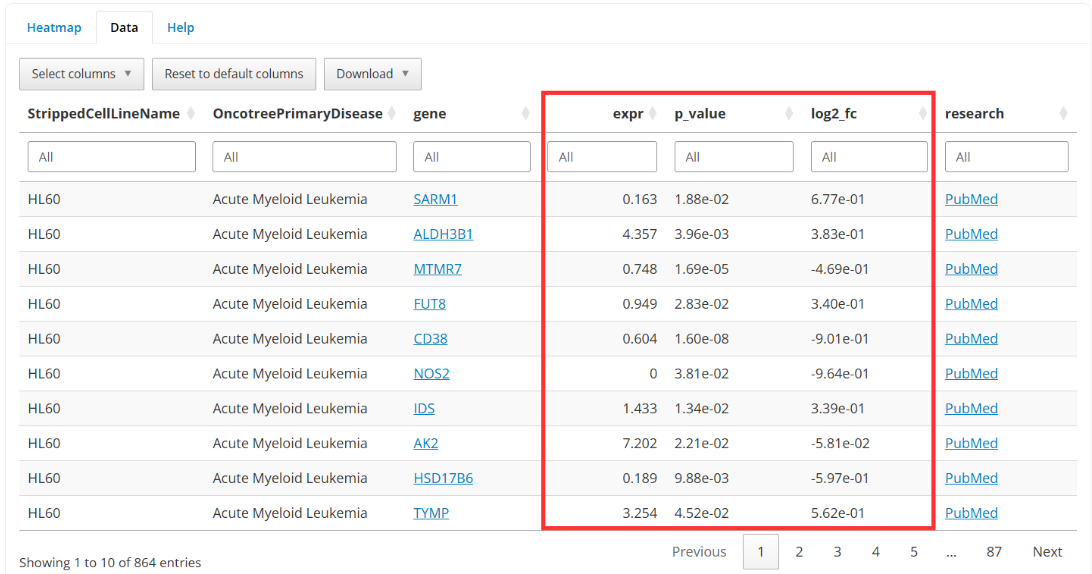 Heatmap Data Help
Select columns ▼ Reset to default columns Download ▼
StrippedCellLineName OncotreePrimaryDisease gene expr p_value log2_fc research
All All All All All All All
HL60 Acute Myeloid Leukemia SARM1 0.163 1.88e-02 6.77e-01 PubMed
HL60 Acute Myeloid Leukemia ALDH3B1 4.357 3.96e-03 3.83e-01 PubMed
HL60 Acute Myeloid Leukemia MTMR7 0.748 1.69e-05 -4.69e-01 PubMed
HL60 Acute Myeloid Leukemia FUT8 0.949 2.83e-02 3.40e-01 PubMed
HL60 Acute Myeloid Leukemia CD38 0.604 1.60e-08 -9.01e-01 PubMed
HL60 Acute Myeloid Leukemia NOS2 0 3.81e-02 -9.64e-01 PubMed
HL60 Acute Myeloid Leukemia IDS 1.433 1.34e-02 3.39e-01 PubMed
HL60 Acute Myeloid Leukemia AK2 7.202 2.21e-02 -5.81e-02 PubMed
HL60 Acute Myeloid Leukemia HSD17B6 0.189 9.88e-03 -5.97e-01 PubMed
HL60 Acute Myeloid Leukemia TYMP 3.254 4.52e-02 5.62e-01 PubMed
Showing 1 to 10 of 864 entries Previous 1 2 3 4 5 ... 87 Next